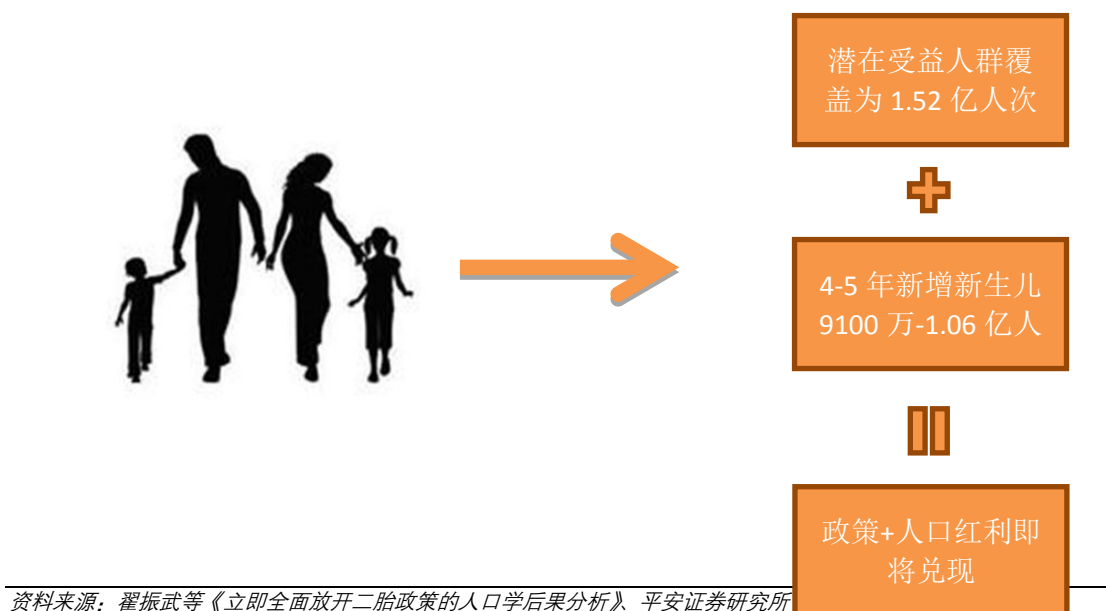 潜在受益人群覆
盖为 1.52 亿人次
4-5 年新增新生儿
9100 万-1.06 亿人
政策+人口红利即
将兑现
资料来源：翟振武等《立即全面放开二胎政策的人口学后果分析》、平安证券研究所